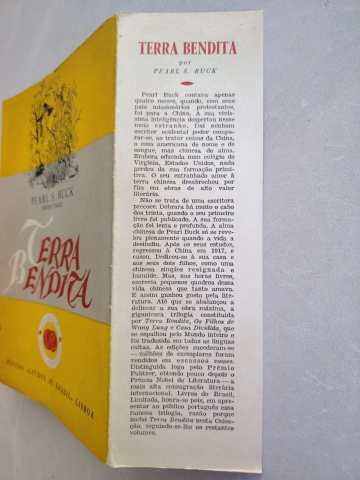 PEARL S. BUCK
TERRA
BENDITA
EDIÇÃO «LIVROS DO BRASIL», LISBOA
TERRA BENDITA
por
PEARL S. BUCK
Pearl Buck contava apenas
quatro meses, quando, com seus
pais missionários protestantes,
foi para a China. A sua vivís-
sima inteligência despertou nesse
meio estranho. Daí nenhum
escritor ocidental poder compa-
rar-se, ao tratar coisas da China,
a essa americana de nome e de
sangue, mas chinesa de alma.
Embora educada num colégio de
Virgínia, Estados Unidos, nada
perdeu da sua formação primi-
tiva. O seu entranhado amor à
terra chinesa desabrochou por
fim em obras de alto valor
literário.
Não se trata de uma escritora
precoce. Dobrara há muito o cabo
dos trinta, quando o seu primeiro
livro foi publicado. A sua forma-
ção foi lenta e profunda. A alma
chinesa de Pearl Buck só se reve-
lou plenamente quando a vida a
desiludiu. Após os seus estudos,
regressou à China em 1917, e
casou. Dedicou-se à sua casa e
aos seus dois filhos, como uma
chinesa simples resignada e
humilde. Mas, nas horas livres,
escrevia pequenos quadros dessa
vida chinesa que tanto amava.
E assim ganhou gosto pela lite-
ratura. Até que se abalançou a
delinear a sua obra máxima, a
gigantesca trilogia constituída
por Terra Bendita, Os Filhos de
Wang Lung e Casa Dividida, que
se espalhou pelo Mundo inteiro e
foi traduzida em todas as línguas
cultas. As edições sucederam-se
—milhões de exemplares foram
vendidos em escassos meses.
Distinguida logo pelo Prémio
Pulitzer, obtendo pouco depois o
Prémio Nobel de Literatura—a
mais alta consagração literária
internacional. Livros do Brasil,
Limitada, honra-se pois, em apre-
sentar ao público português essa
famosa trilogia, razão porque
inclui Terra Bendita nesta Colec-
ção, seguindo-se-lhe os restantes
volumes.